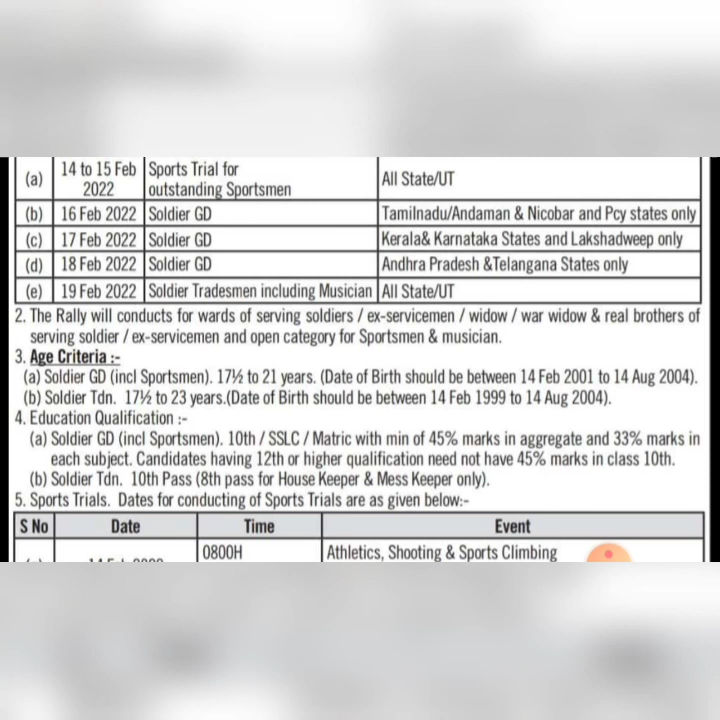 (a) 14 to 15 Feb 2022 Sports Trial for outstanding Sportsmen All State/UT
(b) 16 Feb 2022 Soldier GD Tamilnadu/Andaman & Nicobar and Pcy states only
(c) 17 Feb 2022 Soldier GD Kerala& Karnataka States and Lakshadweep only
(d) 18 Feb 2022 Soldier GD Andhra Pradesh &Telangana States only
(e) 19 Feb 2022 Soldier Tradesmen including Musician All State/UT
2. The Rally will conducts for wards of serving soldiers / ex-servicemen / widow / war widow & real brothers of
serving soldier / ex-servicemen and open category for Sportsmen & musician.
3. Age Criteria :-
(a) Soldier GD (incl Sportsmen). 17½ to 21 years. (Date of Birth should be between 14 Feb 2001 to 14 Aug 2004).
(b) Soldier Tdn. 17½ to 23 years.(Date of Birth should be between 14 Feb 1999 to 14 Aug 2004).
4. Education Qualification :-
(a) Soldier GD (incl Sportsmen). 10th / SSLC / Matric with min of 45% marks in aggregate and 33% marks in
each subject. Candidates having 12th or higher qualification need not have 45% marks in class 10th.
(b) Soldier Tdn. 10th Pass (8th pass for House Keeper & Mess Keeper only).
5. Sports Trials. Dates for conducting of Sports Trials are as given below:-
S No Date Time Event
0800H Athletics, Shooting & Sports Climbing